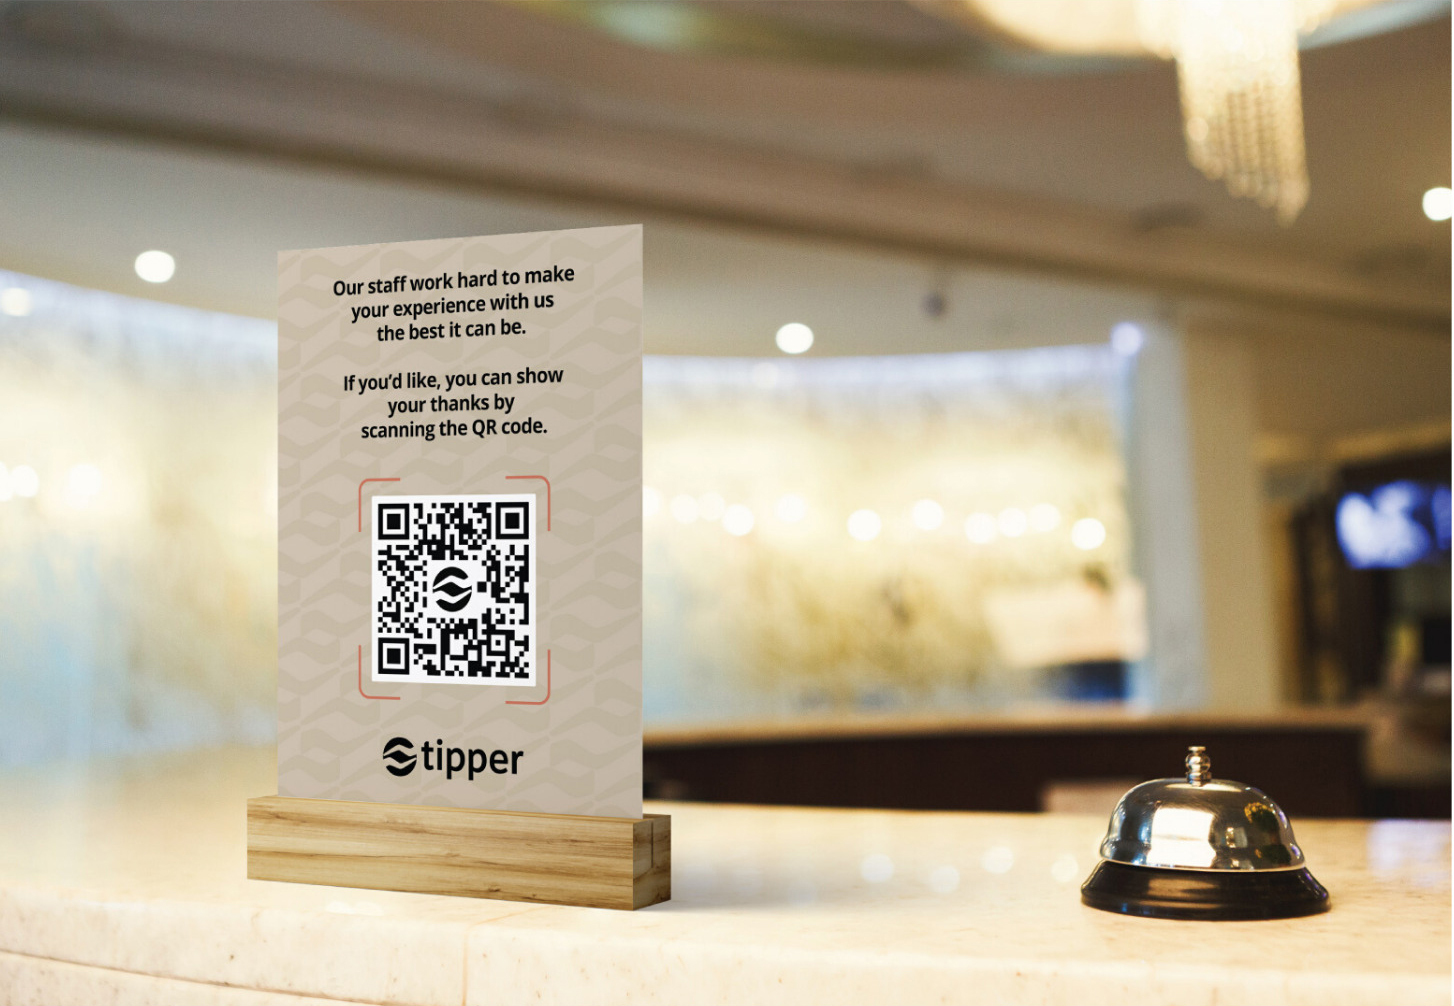 Our staff work hard to make
your experience with us
the best it can be.
If you'd like, you can show
your thanks by
scanning the QR code.
tipper